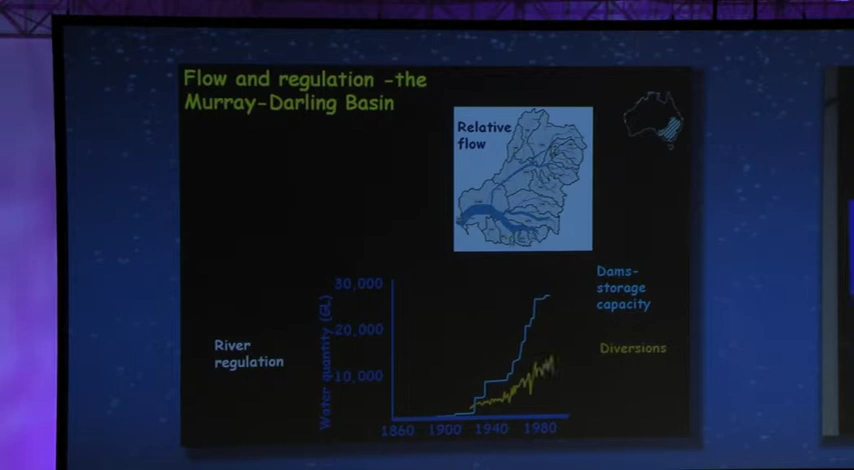 Flow and regulation -the
Murray-Darling Basin
Relative
flow
Dams-
storage
capacity
Diversions
River
regulation
Water quantity (GL)
30,000
20,000
10,000
1860 1900 1940 1980